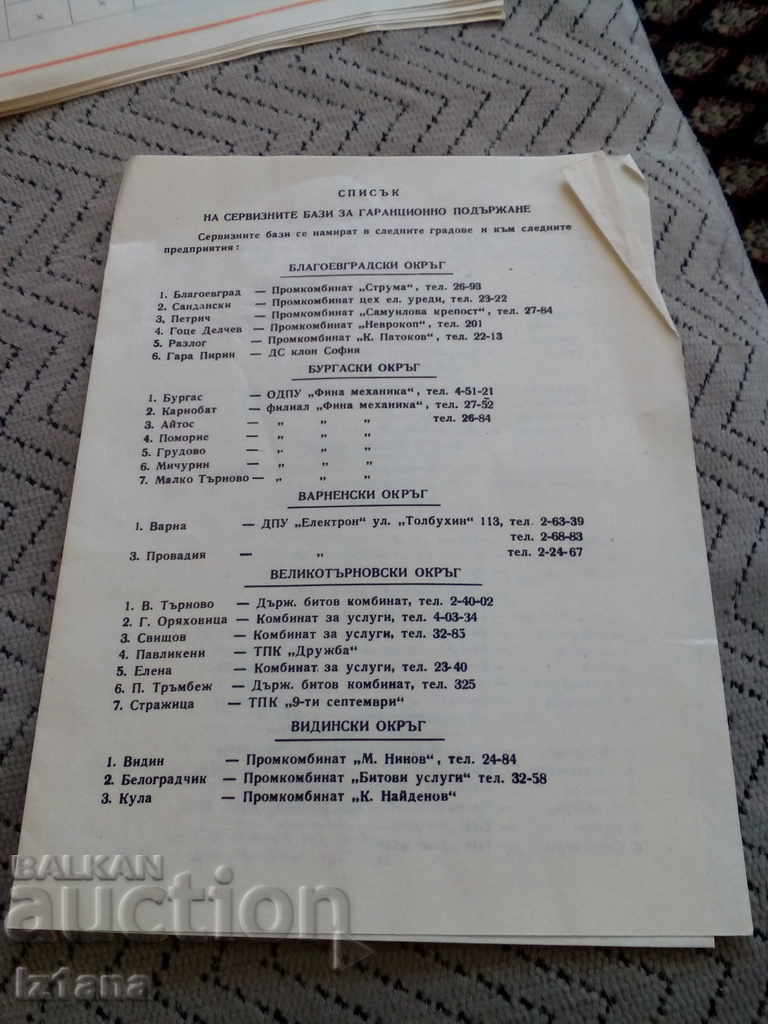 СПИСЪК
НА СЕРВИЗНИТЕ БАЗИ ЗА ГАРАНЦИОННО ПОДЪРЖАНЕ
Сервизните бази се намират в следните градове и към следните
предприятия:
БЛАГОЕВГРАДСКИ ОКРЪГ
1. Благоевград — Промкомбинат „Струма“, тел. 26-93
2. Сандански — Промкомбинат цех ел. уреди, тел. 23-22
3, Петрич — Промкомбинат „Самуилова крепост“, тел. 27-84
4. Гоце Делчев — Промкомбинат „Неврокоп“, тел. 201
5. Разлог — Промкомбинат „К. Патоков“, тел. 22-13
6. Гара Пирин — ДС клон София
БУРГАСКИ ОКРЪГ
1. Бургас — ОДПУ „Фина механика“, тел. 4-51-21
2. Карнобат — филиал „Фина механика“, тел. 27-52
3. Айтос — „ „ „ тел. 26-84
4. Поморие — „ „ „
5. Грудово — „ „ „
6. Мичурин — „ „ „
7. Малко Търново — „ „ „
ВАРНЕНСКИ ОКРЪГ
1. Варна — ДПУ „Електрон“ ул. „Толбухин“ 113, тел. 2-63-39
тел. 2-68-83
3. Провадия — „ тел. 2-24-67
ВЕЛИКОТЪРНОВСКИ ОКРЪГ
1. В. Търново — Държ. битов комбинат, тел. 2-40-02
2. Г. Оряховица — Комбинат за услуги, тел. 4-03-34
3. Свищов — Комбинат за услуги, тел. 32-85
4. Павликени — ТПК „Дружба“
5. Елена — Комбинат за услуги, тел. 23-40
6. П. Тръмбеж — Държ. битов комбинат, тел. 325
7. Стражица — ТПК „9-ти септември“
ВИДИНСКИ ОКРЪГ
1. Видин — Промкомбинат „М. Нинов“, тел. 24-84
2. Белоградчик — Промкомбинат „Битови услуги“ тел. 32-58
3. Кула — Промкомбинат „К. Найденов“
BALKAN
auction
Iz1ana